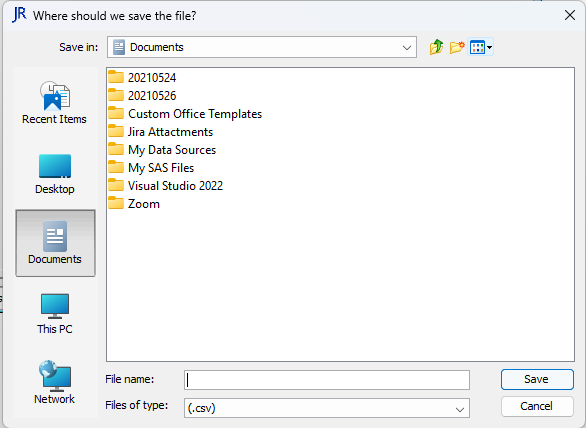 JR Where should we save the file?
Save in: Documents
Recent Items
Desktop
Documents
This PC
Network
20210524
20210526
Custom Office Templates
Jira Attactments
My Data Sources
My SAS Files
Visual Studio 2022
Zoom
File name:
Save
Files of type: (.csv)
Cancel